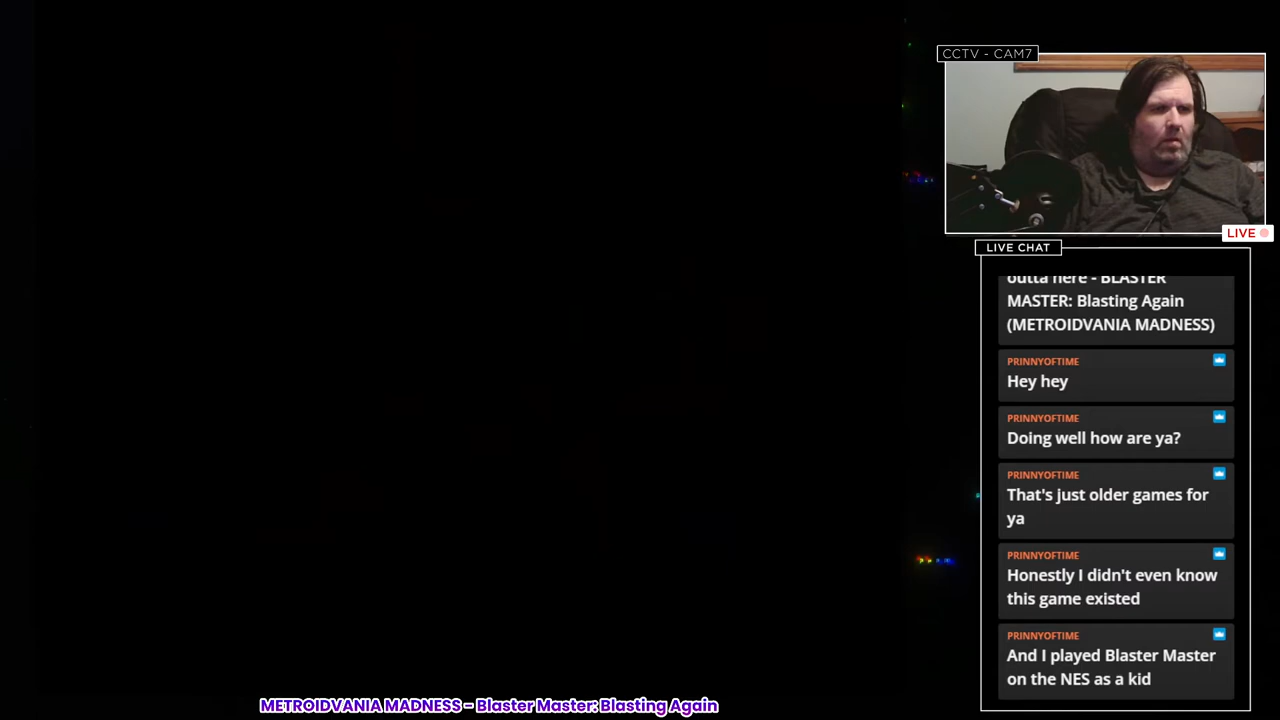 CCTV - CAM7
LIVE
LIVE CHAT
outta here - BLASTER
MASTER: Blasting Again
(METROIDVANIA MADNESS)
PRINNYOFTIME
Hey hey
PRINNYOFTIME
Doing well how are ya?
PRINNYOFTIME
That's just older games for
ya
PRINNYOFTIME
Honestly I didn't even know
this game existed
PRINNYOFTIME
And I played Blaster Master
on the NES as a kid
METROIDVANIA MADNESS - Blaster Master: Blasting Again